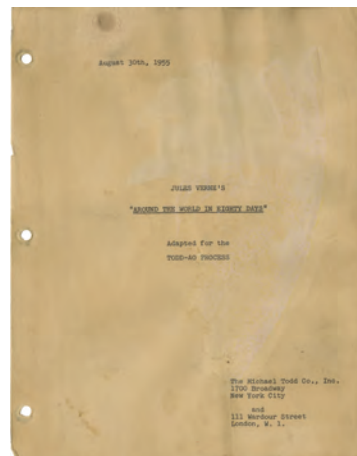 August 30th, 1955
JULES VERNE'S
"AROUND THE WORLD IN EIGHTY DAYS"
Adapted for the
TODD-AO PROCESS
The Michael Todd Co., Inc.
1700 Broadway
New York City
and
111 Wardour Street
London, W. 1.